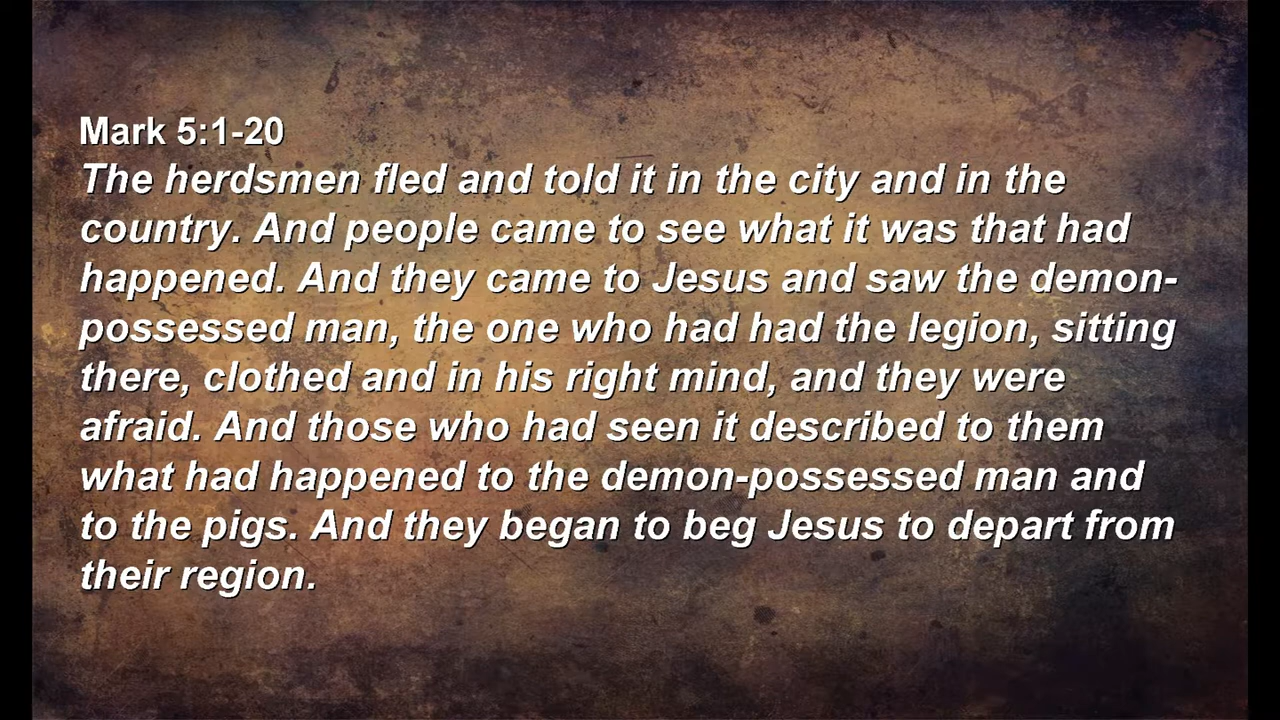 Mark 5:1-20
The herdsmen fled and told it in the city and in the
country. And people came to see what it was that had
happened. And they came to Jesus and saw the demon-
possessed man, the one who had had the legion, sitting
there, clothed and in his right mind, and they were
afraid. And those who had seen it described to them
what had happened to the demon-possessed man and
to the pigs. And they began to beg Jesus to depart from
their region.